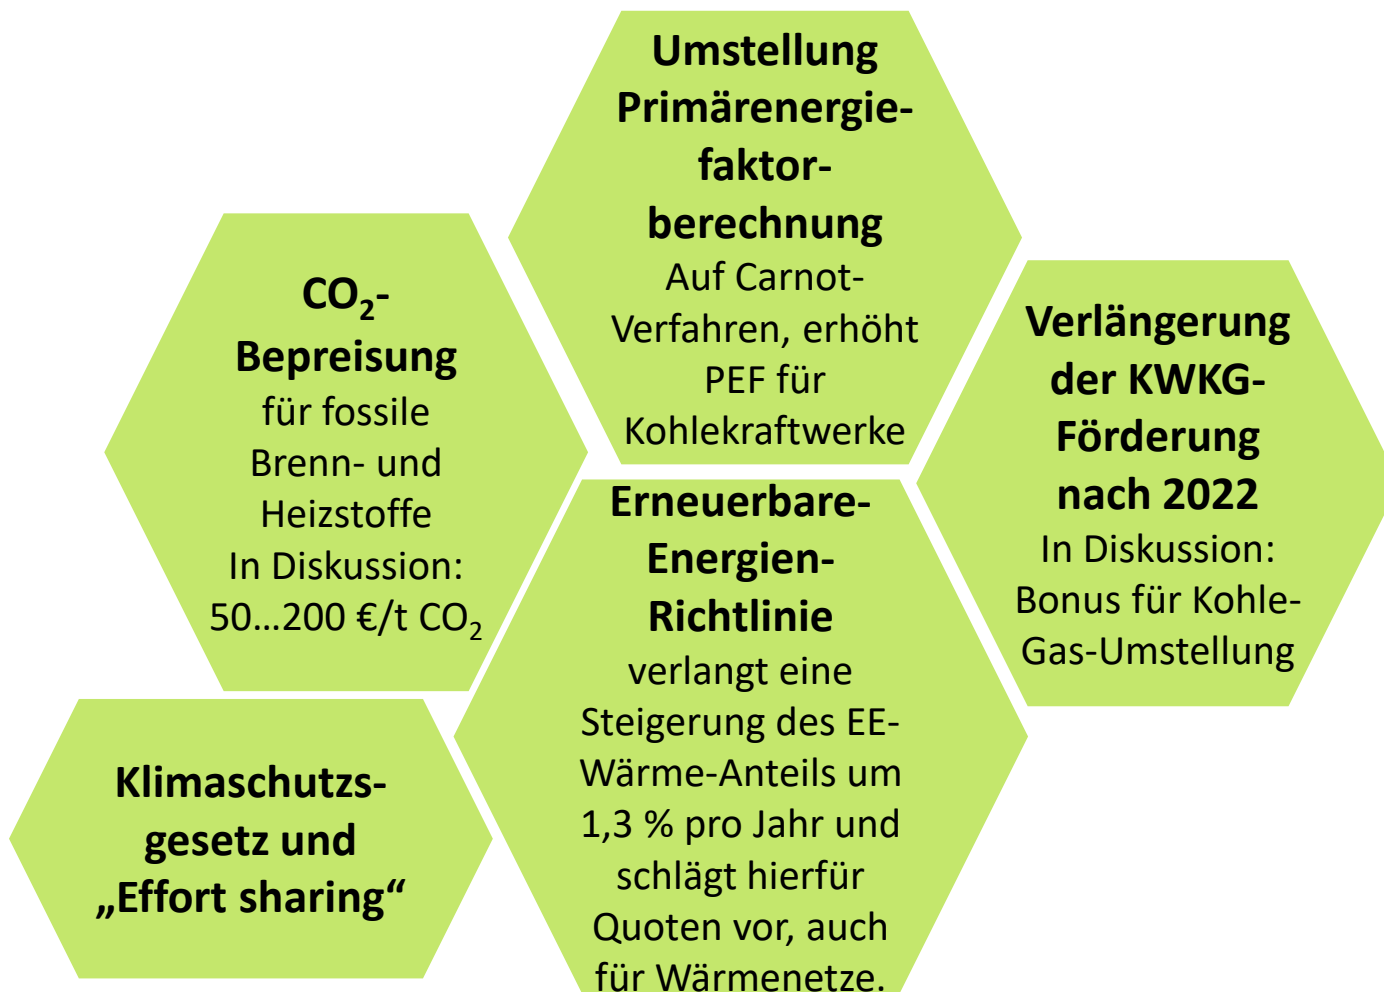 Umstellung
Primärenergie-
faktor-
berechnung
Auf Carnot-
Verfahren, erhöht
PEF für
Kohlekraftwerke
CO₂-
Bepreisung
für fossile
Brenn- und
Heizstoffe
In Diskussion:
50...200 €/t CO₂
Verlängerung
der KWKG-
Förderung
nach 2022
In Diskussion:
Bonus für Kohle-
Gas-Umstellung
Erneuerbare-
Energien-
Richtlinie
verlangt eine
Steigerung des EE-
Wärme-Anteils um
1,3 % pro Jahr und
schlägt hierfür
Quoten vor, auch
für Wärmenetze.
Klimaschutzs-
gesetz und
„Effort sharing“